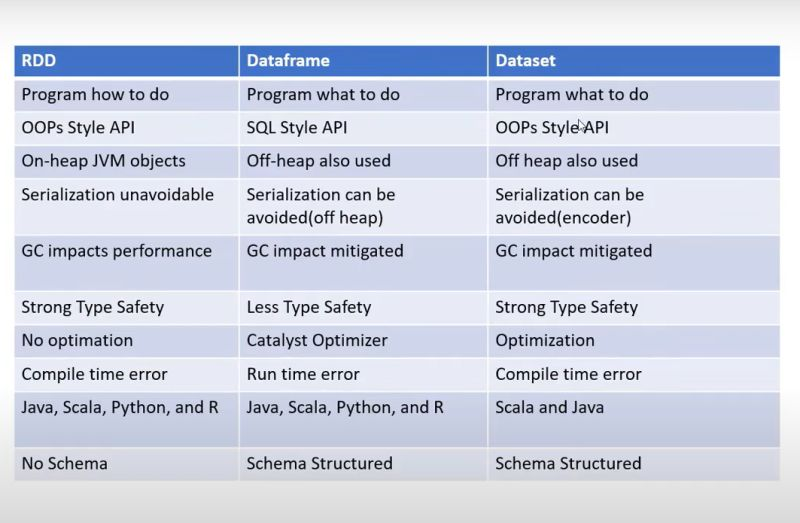 RDD Dataframe Dataset
Program how to do Program what to do Program what to do
OOPs Style API SQL Style API OOPs Style API
On-heap JVM objects Off-heap also used Off heap also used
Serialization unavoidable Serialization can be Serialization can be
avoided(off heap) avoided(encoder)
GC impacts performance GC impact mitigated GC impact mitigated
Strong Type Safety Less Type Safety Strong Type Safety
No optimation Catalyst Optimizer Optimization
Compile time error Run time error Compile time error
Java, Scala, Python, and R Java, Scala, Python, and R Scala and Java
No Schema Schema Structured Schema Structured